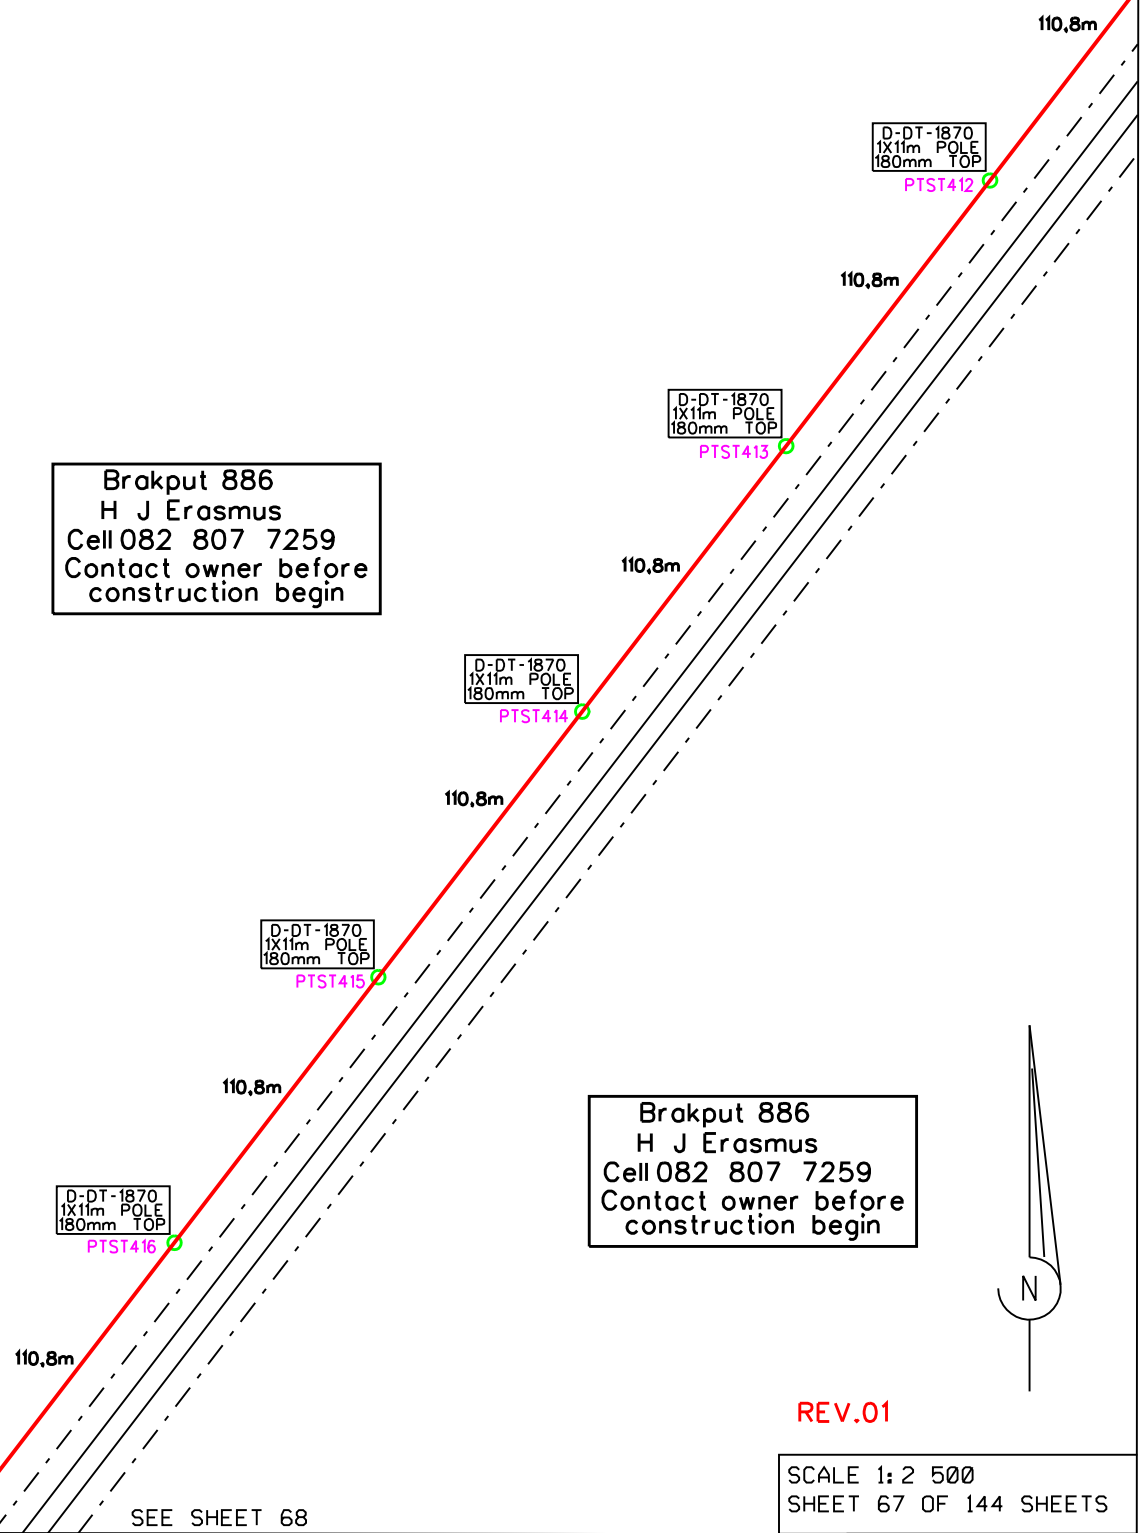 110,8m
D-DT-1870
1X11m POLE
180mm TOP
PTST412
110,8m
D-DT-1870
1X11m POLE
180mm TOP
PTST413
Brakput 886
H J Erasmus
Cell 082 807 7259
Contact owner before
construction begin
110,8m
D-DT-1870
1X11m POLE
180mm TOP
PTST414
110,8m
D-DT-1870
1X11m POLE
180mm TOP
PTST415
110,8m
Brakput 886
H J Erasmus
Cell 082 807 7259
Contact owner before
construction begin
D-DT-1870
1X11m POLE
180mm TOP
PTST416
N
110,8m
REV.01
SCALE 1:2 500
SHEET 67 OF 144 SHEETS
SEE SHEET 68